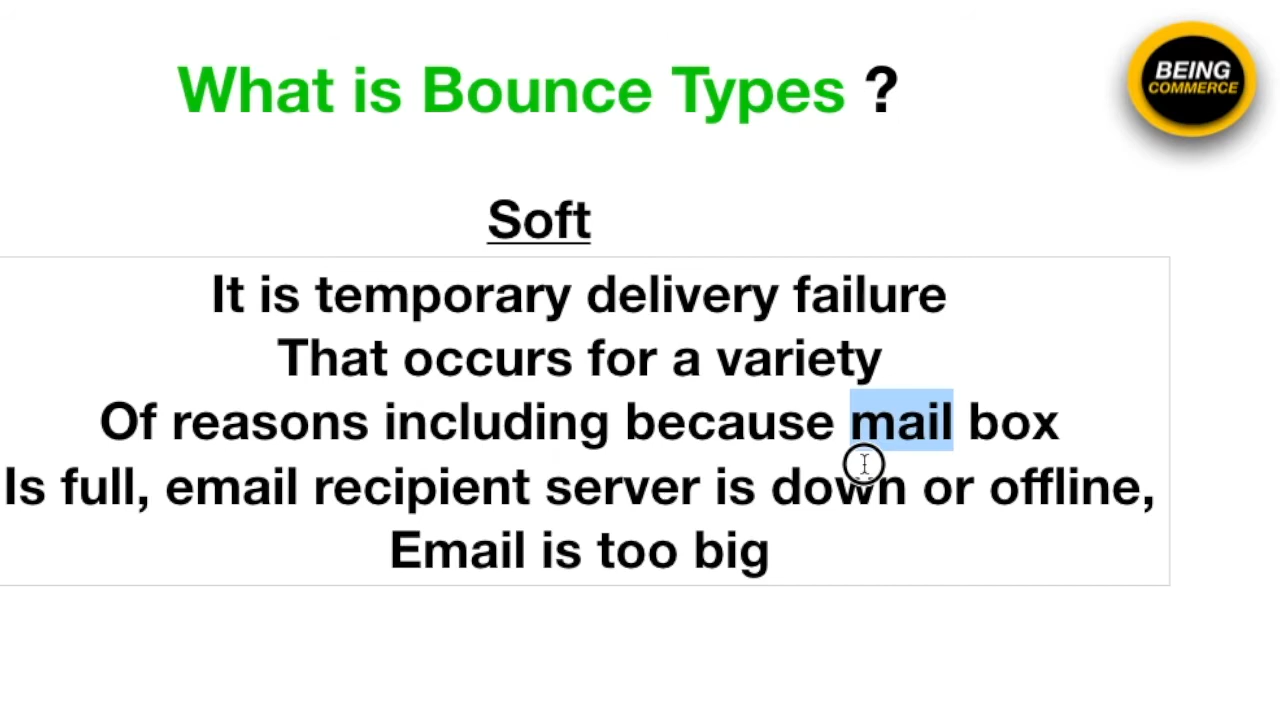 What is Bounce Types ?
BEING
COMMERCE
Soft
It is temporary delivery failure
That occurs for a variety
Of reasons including because mail box
Is full, email recipient server is down or offline,
Email is too big